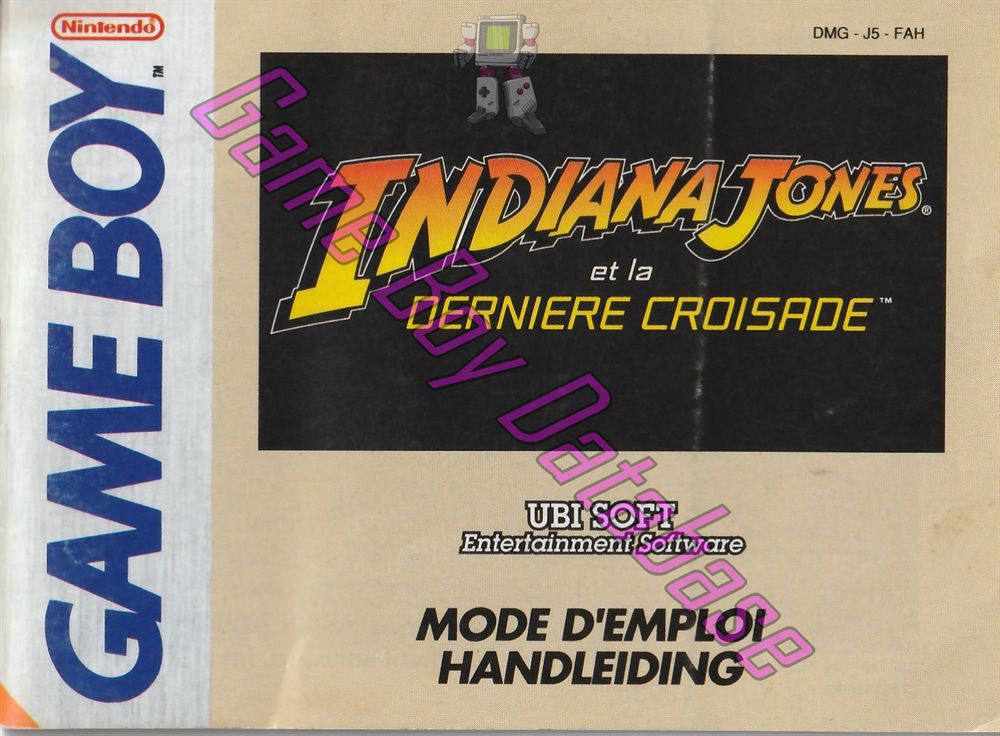 Nintendo®
GAME BOY™
DMG - J5 - FAH
INDIANA JONES®
et la
DERNIERE CROISADE™
UBI SOFT
Entertainment Software
MODE D'EMPLOI
HANDLEIDING
Game Boy Database